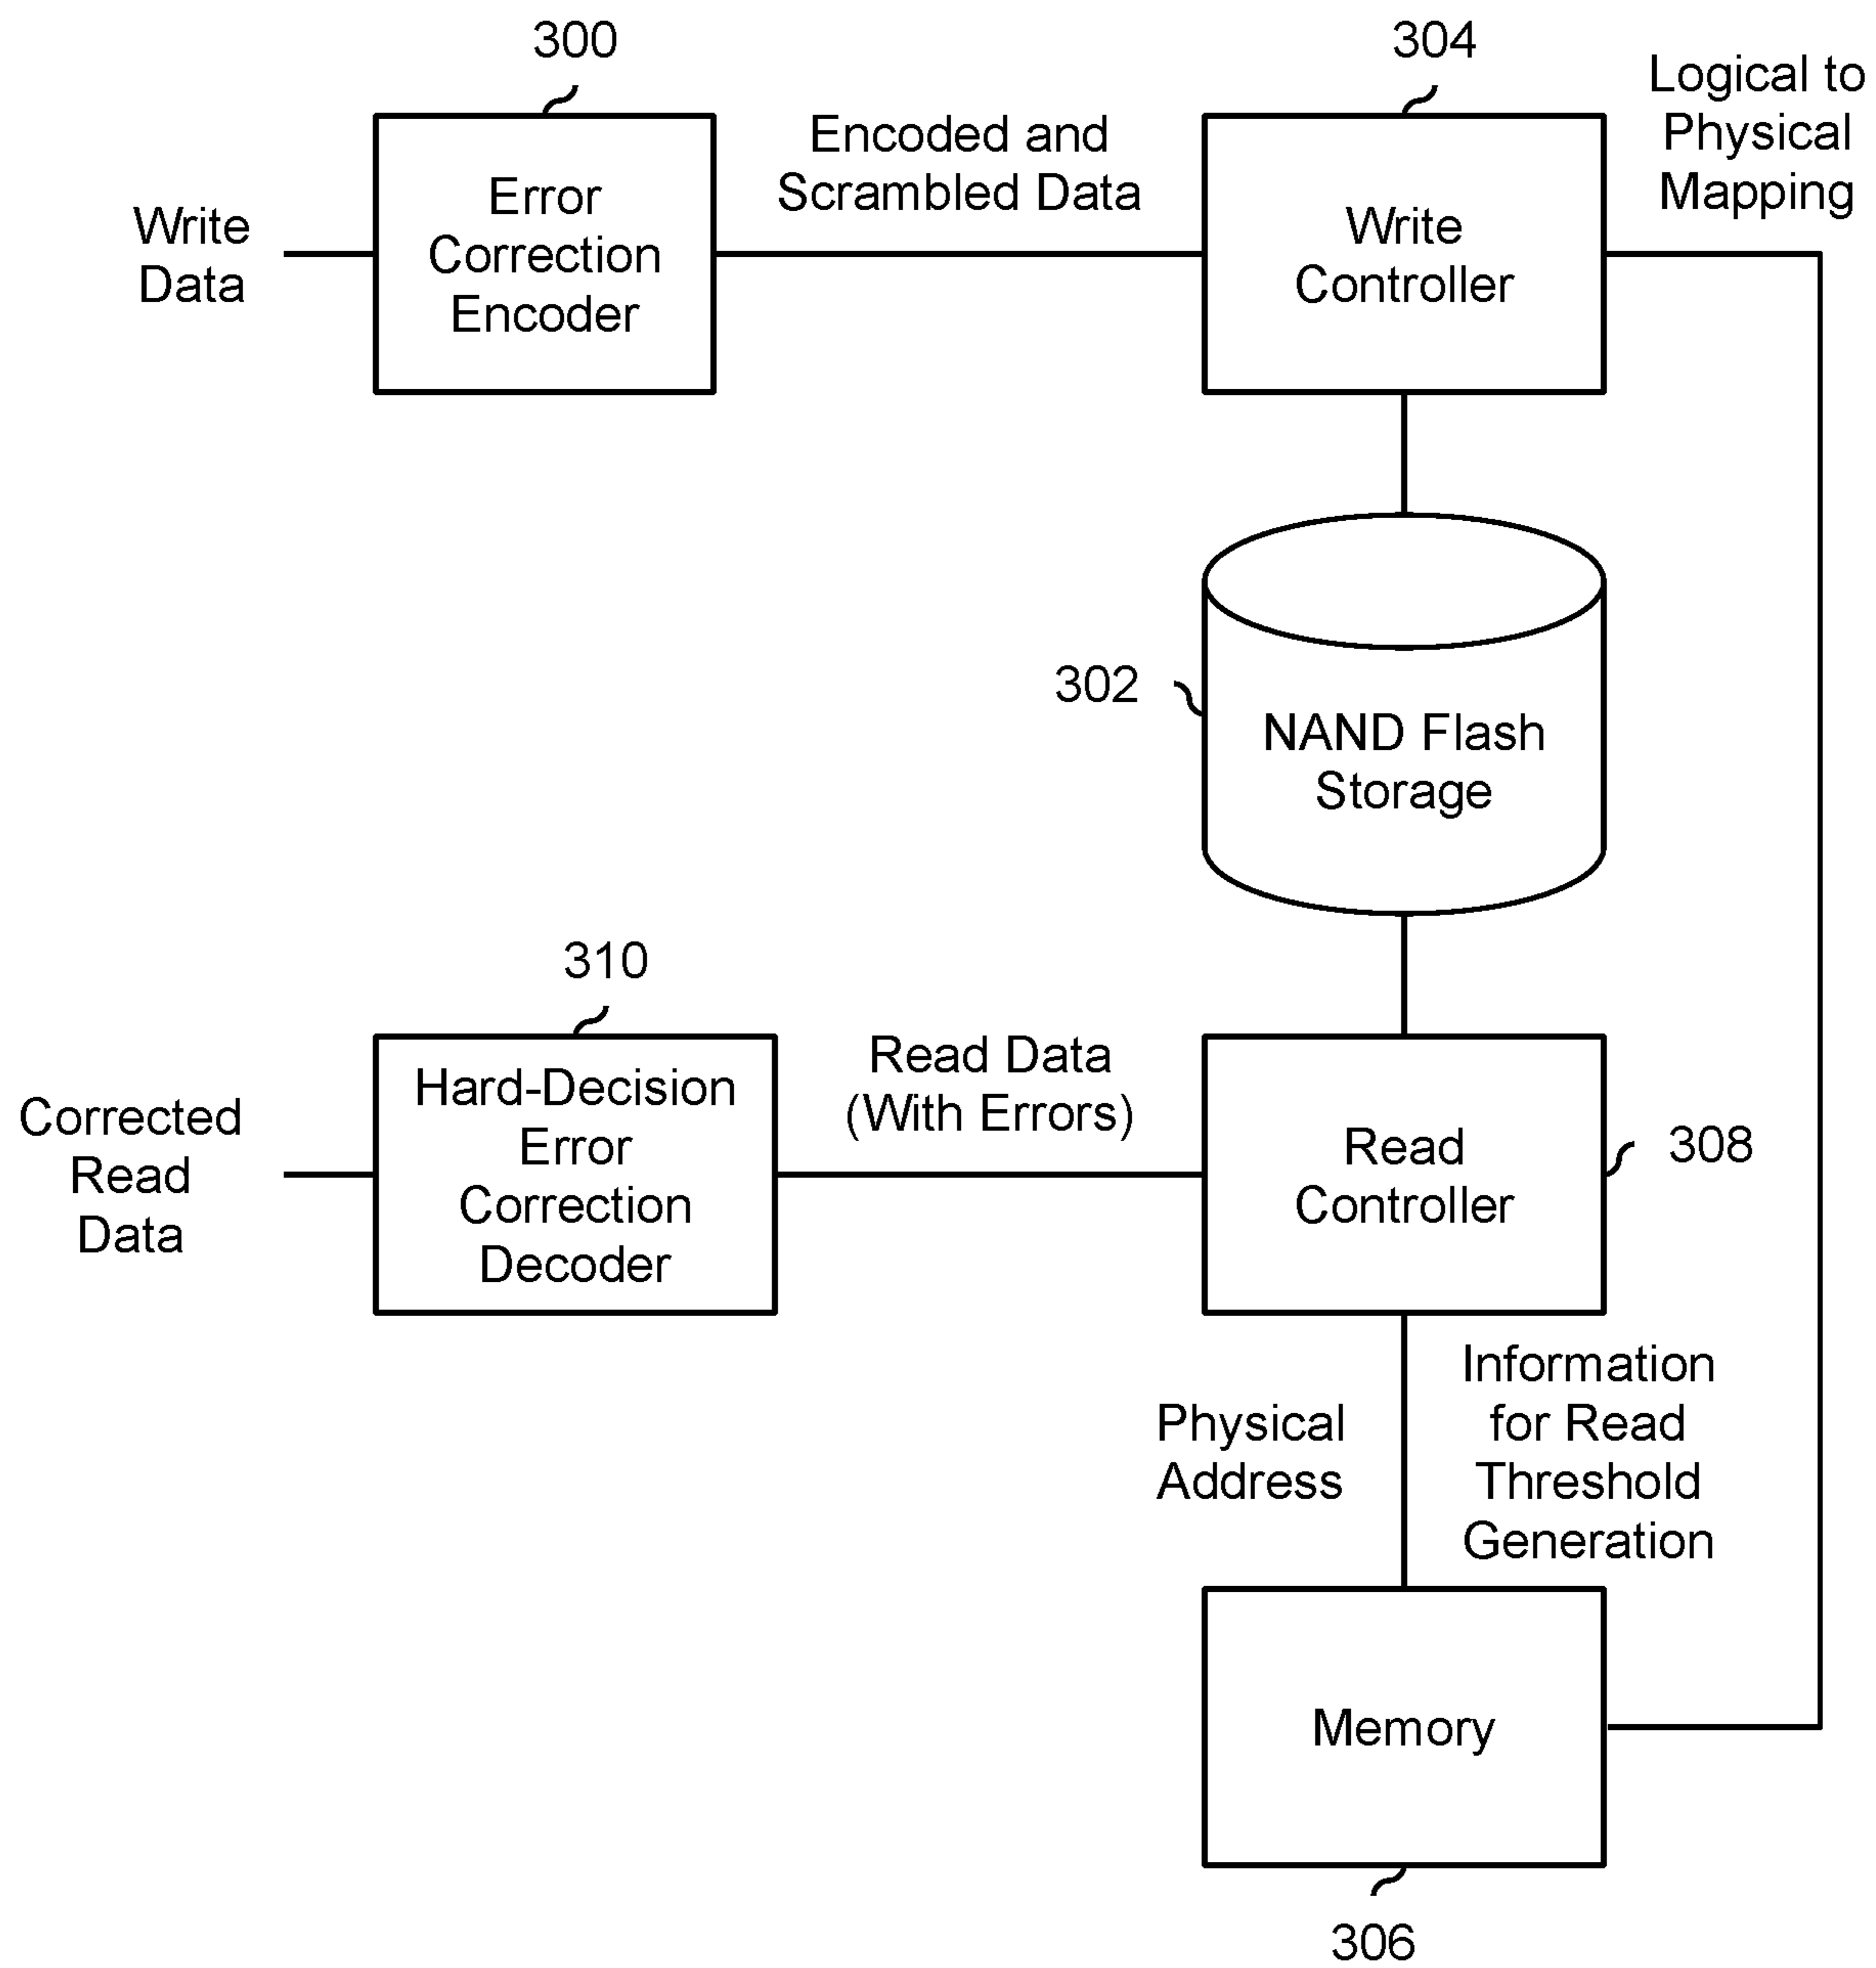 300
304
Logical to
Physical
Mapping
Write
Data
Error
Correction
Encoder
Encoded and
Scrambled Data
Write
Controller
302
NAND Flash
Storage
310
Corrected
Read
Data
Hard-Decision
Error
Correction
Decoder
Read Data
(With Errors)
Read
Controller
308
Physical
Address
Information
for Read
Threshold
Generation
Memory
306